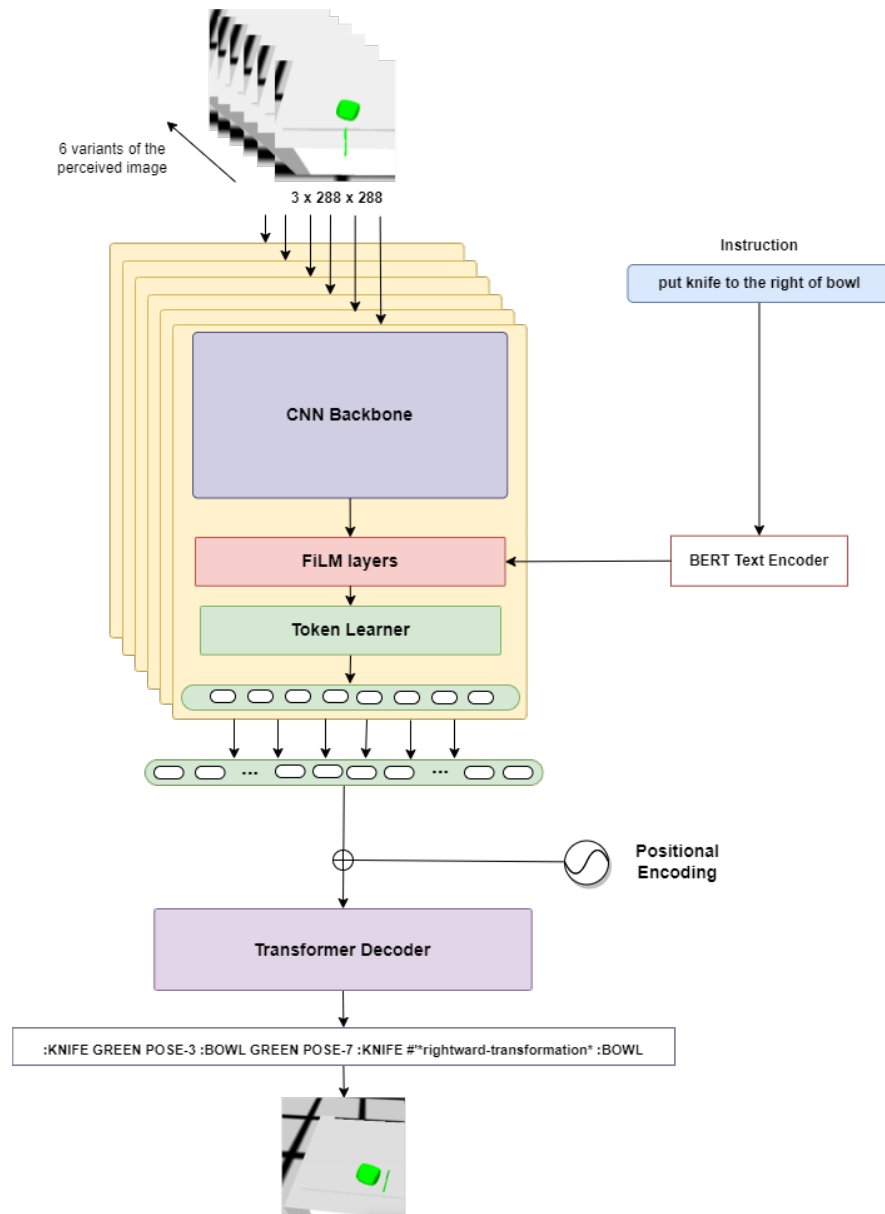 6 variants of the
perceived image
3 x 288 x 288
Instruction
put knife to the right of bowl
CNN Backbone
FiLM layers
BERT Text Encoder
Token Learner
...
...
Positional
Encoding
Transformer Decoder
:KNIFE GREEN POSE-3 :BOWL GREEN POSE-7 :KNIFE #'*rightward-transformation* :BOWL